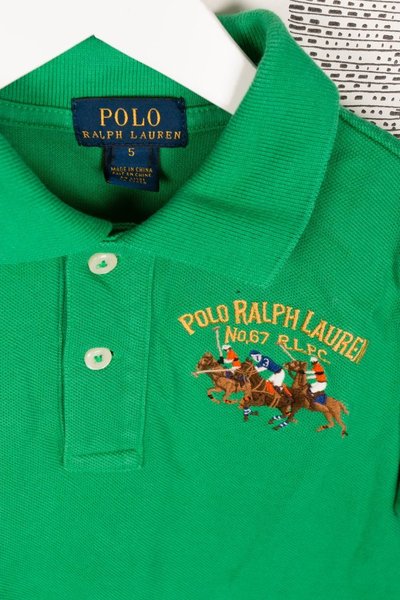 POLO
RALPH LAUREN
5
MADE IN CHINA
POLO RALPH LAUREN
NO.67 R.L.P.C.
3